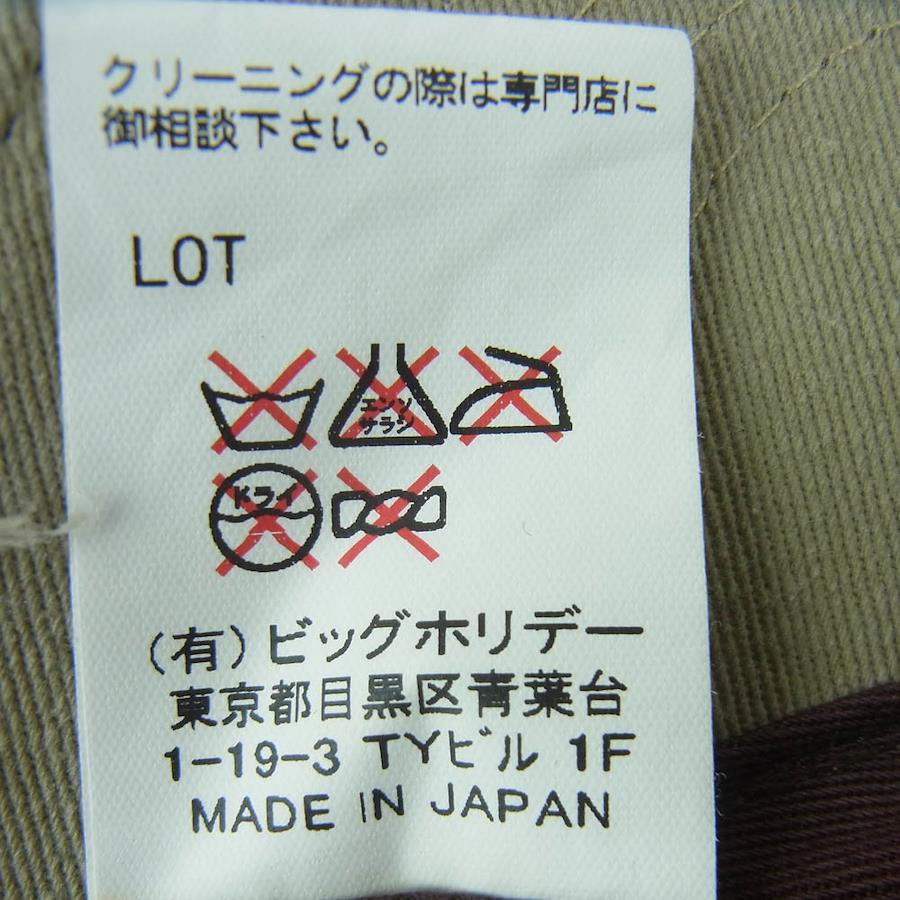 クリーニングの際は専門店に
御相談下さい。
LOT
エンソ
サラシ
ドライ
(有)ビッグホリデー
東京都目黒区青葉台
1-19-3 TYビル 1F
MADE IN JAPAN